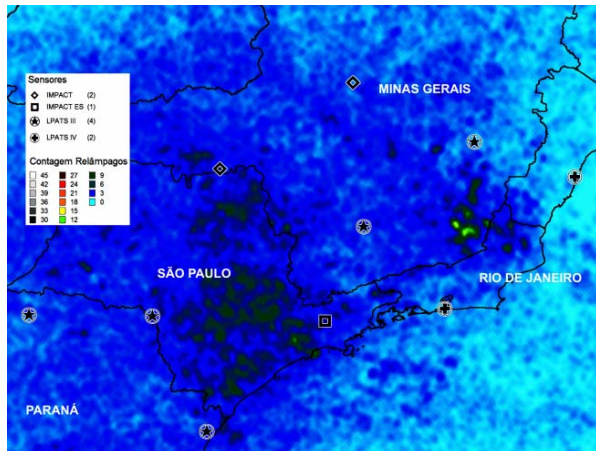 Sensores
IMPACT (2)
IMPACT ES (1)
LPATS III (4)
LPATS IV (2)
Contagem Relâmpagos
45 27 9
42 24 6
39 21 3
36 18 0
33 15
30 12
MINAS GERAIS
SÃO PAULO
RIO DE JANEIRO
PARANÁ